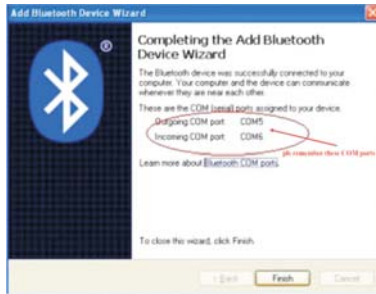 Add Bluetooth Device Wizard
®
Completing the Add Bluetooth
Device Wizard
The Bluetooth device was successfully connected to your
computer. Your computer and the device can communicate
whenever they are near each other.
These are the COM (serial) ports assigned to your device.
Outgoing COM port COM5
Incoming COM port COM6
pls remember these COM ports
Learn more about Bluetooth COM ports.
To close this wizard, click Finish.
< Back Finish Cancel